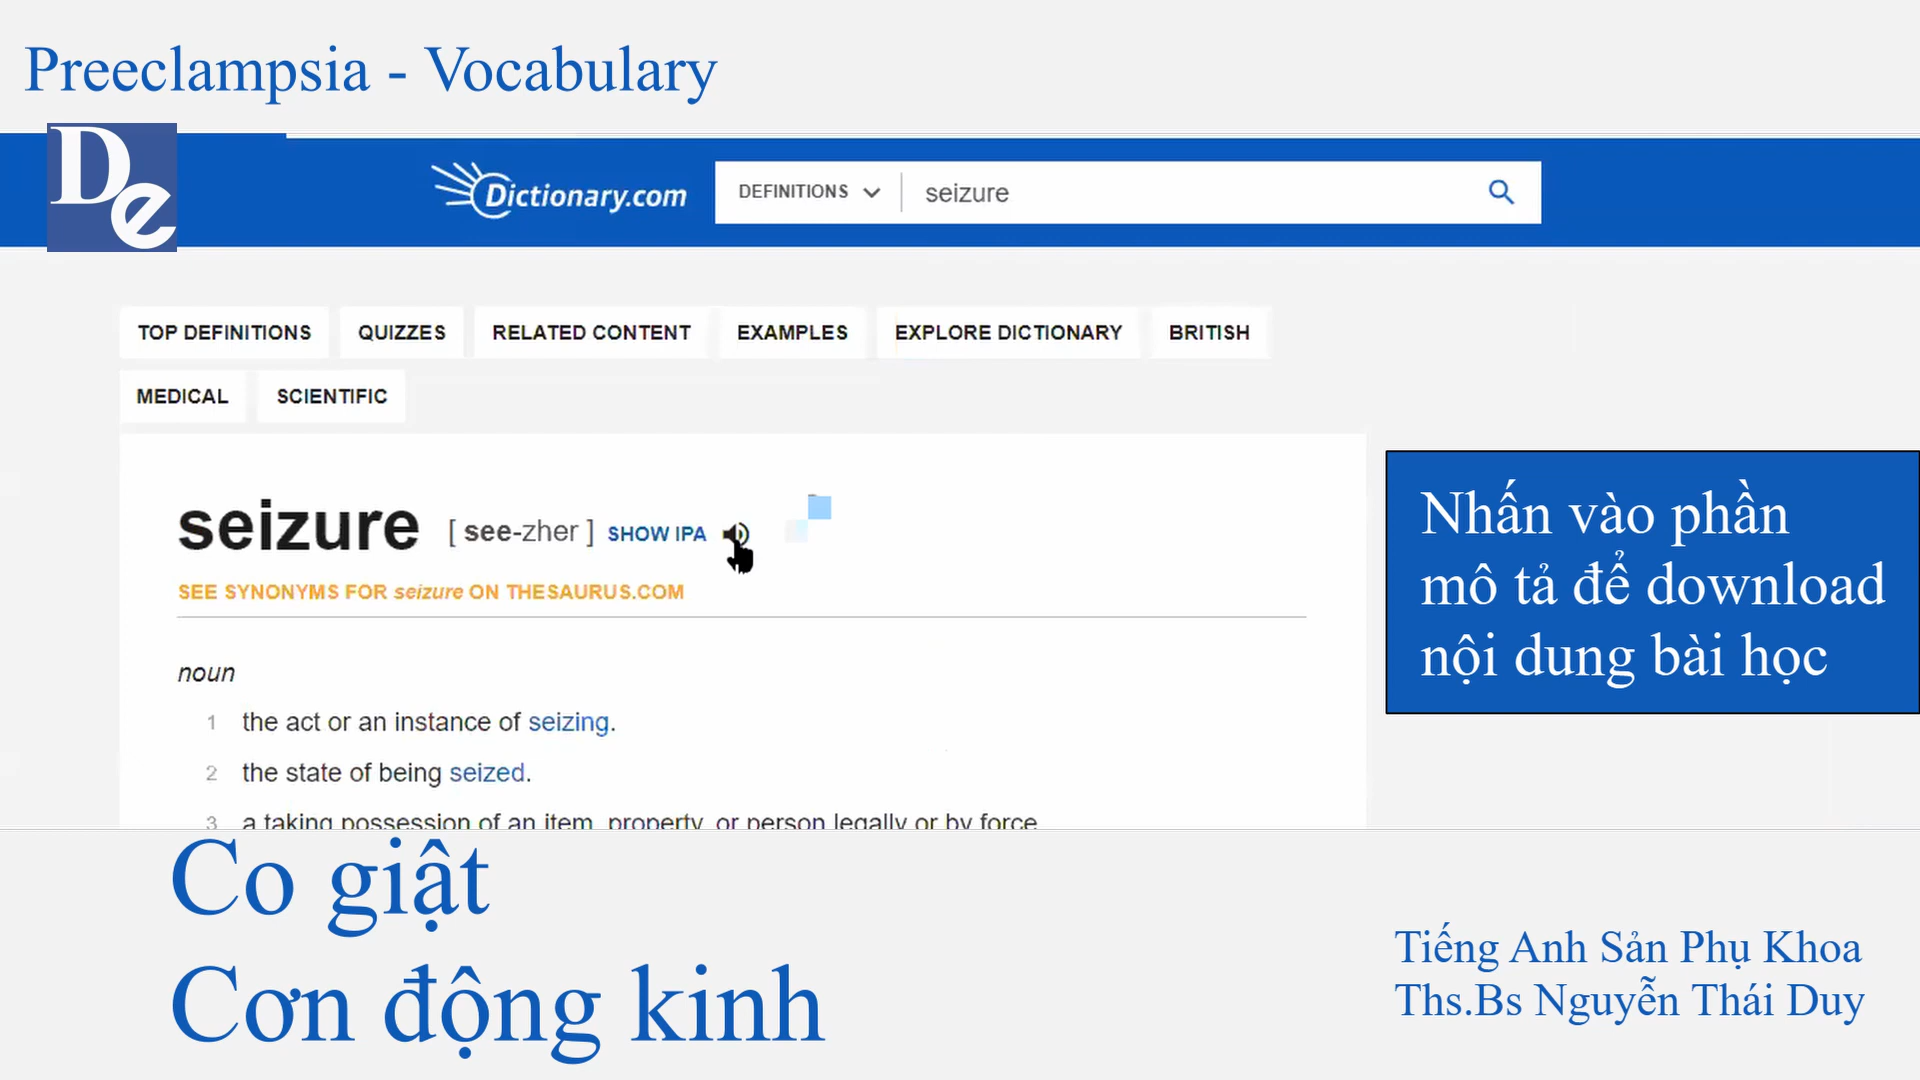 Preeclampsia - Vocabulary
De
Dictionary.com
DEFINITIONS
seizure
TOP DEFINITIONS
QUIZZES
RELATED CONTENT
EXAMPLES
EXPLORE DICTIONARY
BRITISH
MEDICAL
SCIENTIFIC
seizure [ see-zher ] SHOW IPA
SEE SYNONYMS FOR seizure ON THESAURUS.COM
noun
1 the act or an instance of seizing.
2 the state of being seized.
3 a taking possession of an item, property, or person legally or by force
Nhấn vào phần
mô tả để download
nội dung bài học
Co giật
Cơn động kinh
Tiếng Anh Sản Phụ Khoa
Ths.Bs Nguyễn Thái Duy